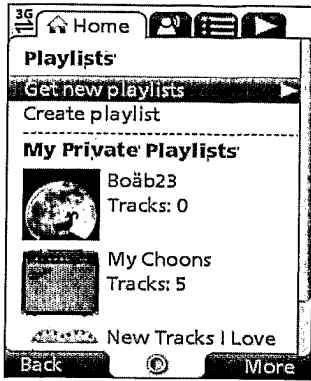 3G
Home
Playlists
Get new playlists
Create playlist
My Private Playlists
Boäb23
Tracks: 0
My Choons
Tracks: 5
New Tracks I Love
Back
More